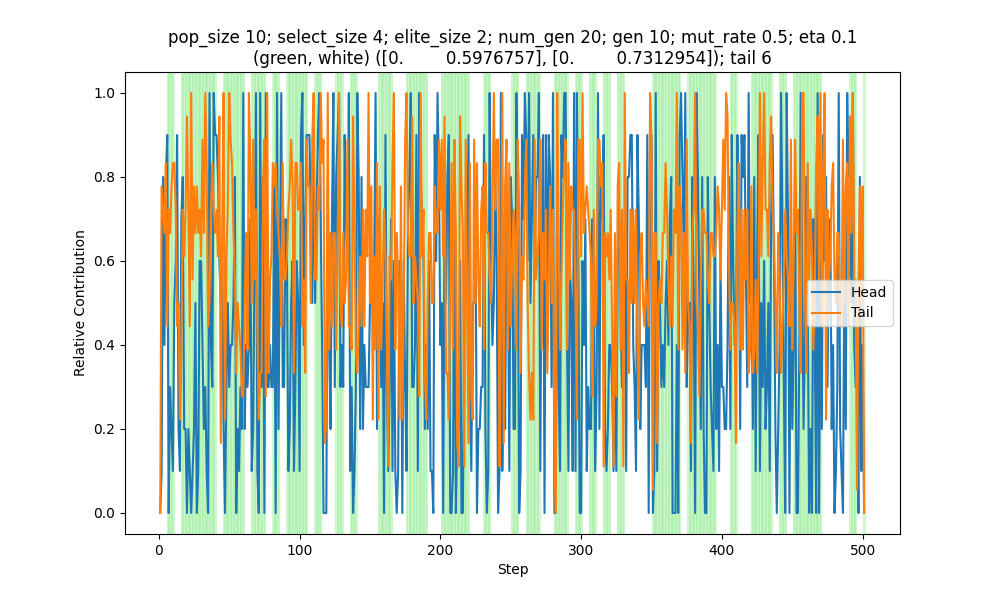 pop_size 10; select_size 4; elite_size 2; num_gen 20; gen 10; mut_rate 0.5; eta 0.1
(green, white) ([0.        0.5976757], [0.        0.7312954]); tail 6
Relative Contribution
1.0
0.8
0.6
0.4
0.2
0.0
Head
Tail
0 100 200 300 400 500
Step